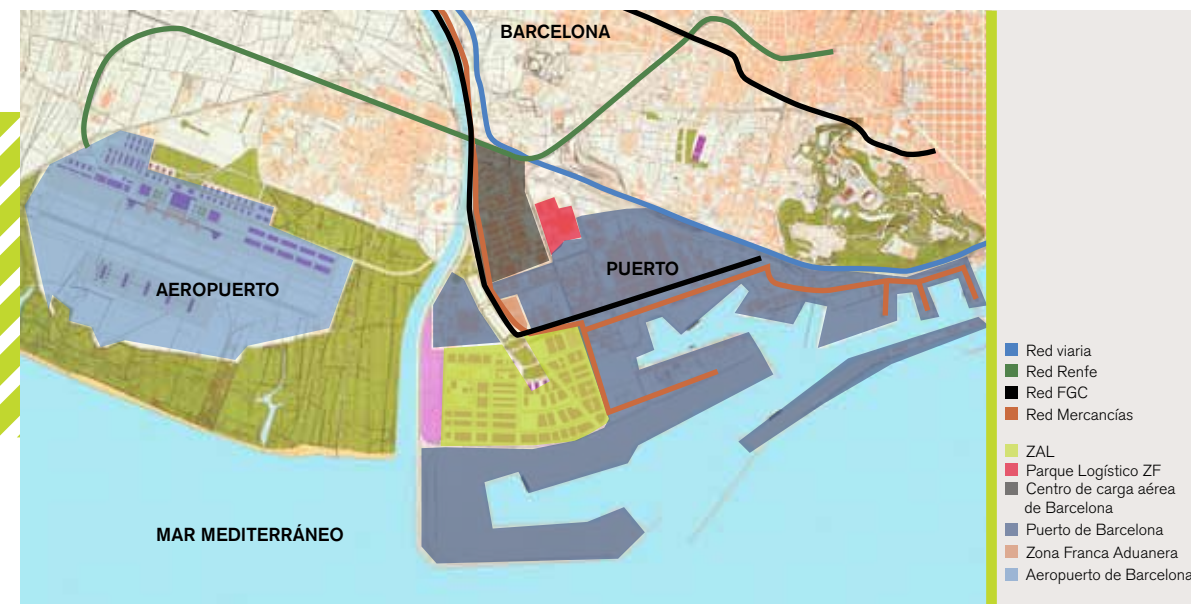 BARCELONA
AEROPUERTO
PUERTO
MAR MEDITERRÁNEO
Red viaria
Red Renfe
Red FGC
Red Mercancías
ZAL
Parque Logístico ZF
Centro de carga aérea
de Barcelona
Puerto de Barcelona
Zona Franca Aduanera
Aeropuerto de Barcelona